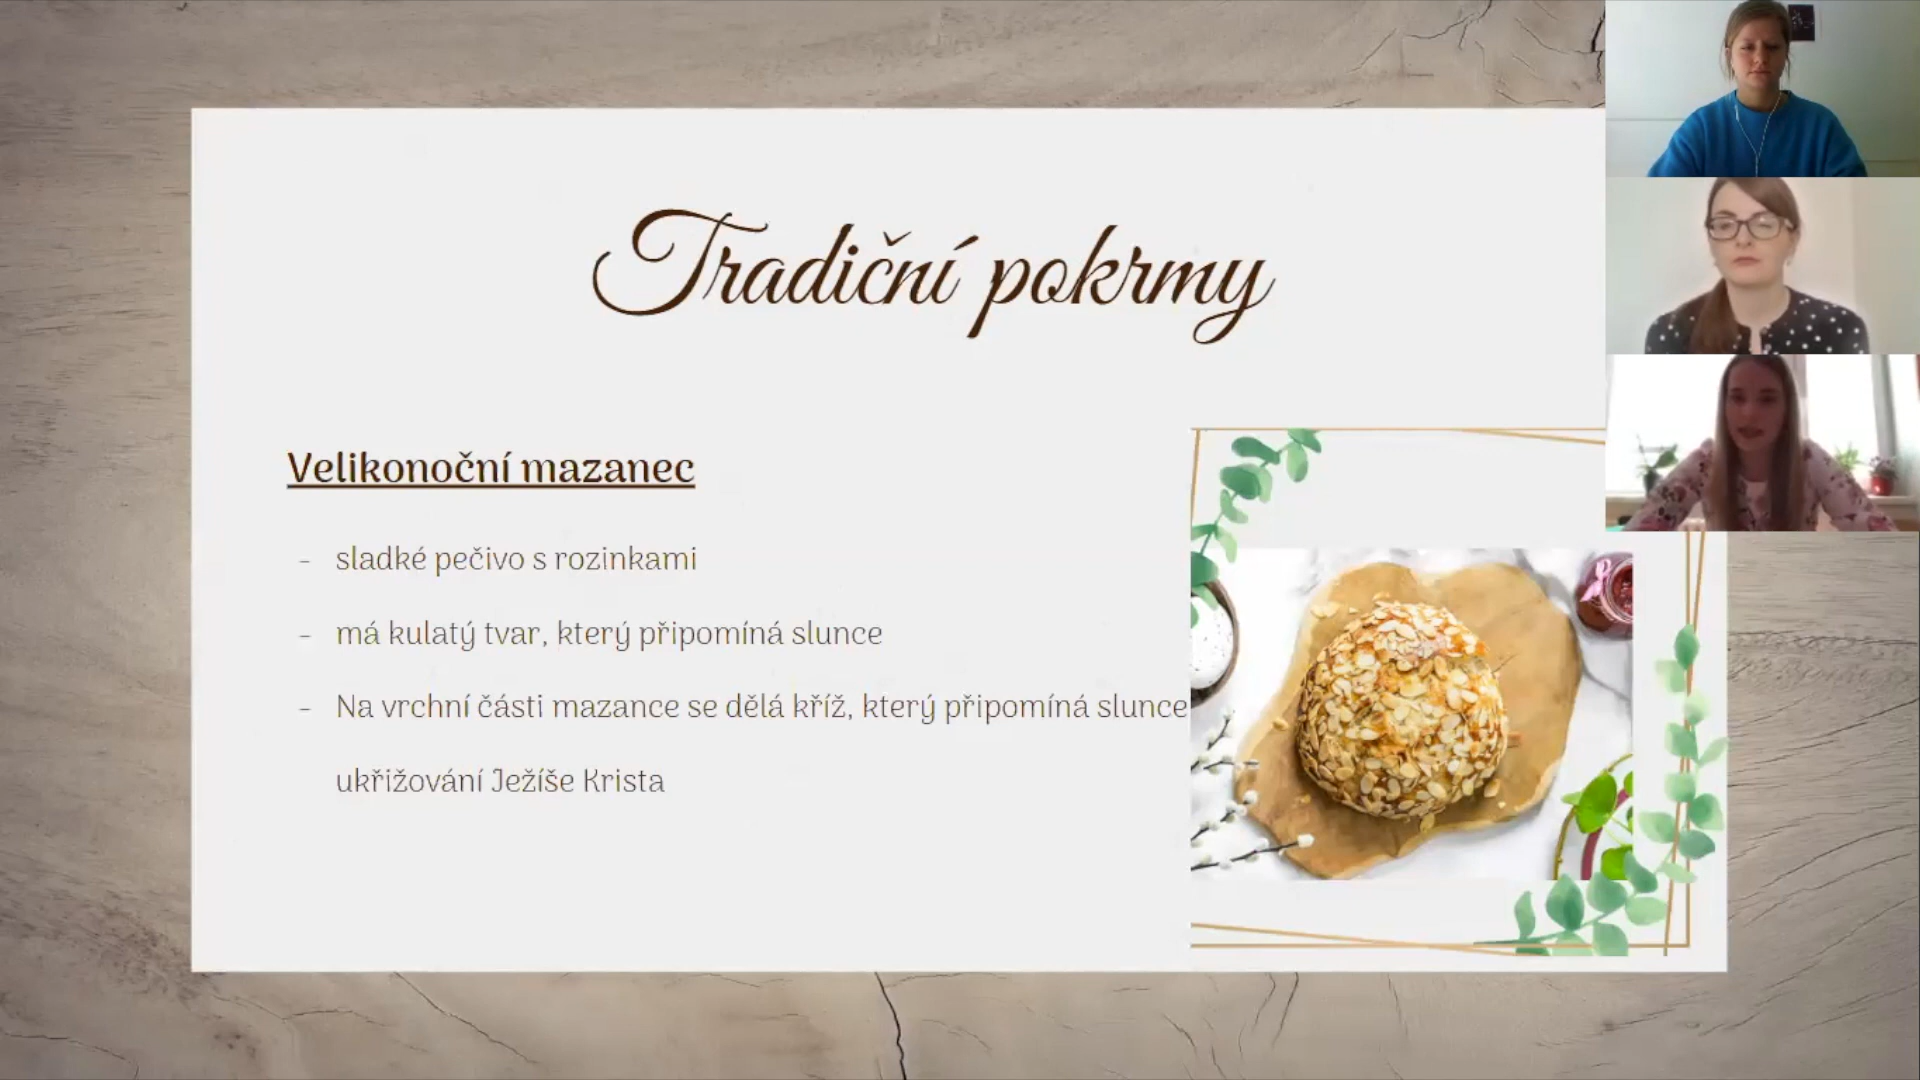 Tradiční pokrmy
Velikonoční mazanec
- sladké pečivo s rozinkami
- má kulatý tvar, který připomíná slunce
- Na vrchní části mazance se dělá kříž, který připomíná slunce
ukřižování Ježíše Krista